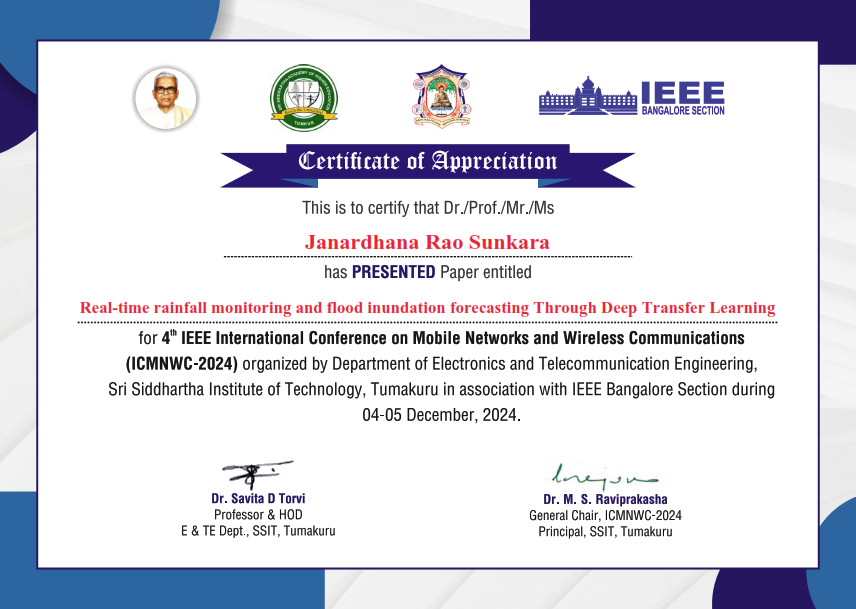 TUMKUR
IEEE
BANGALORE SECTION
Certificate of Appreciation
This is to certify that Dr./Prof./Mr./Ms
Janardhana Rao Sunkara
has PRESENTED Paper entitled
Real-time rainfall monitoring and flood inundation forecasting Through Deep Transfer Learning
for 4th IEEE International Conference on Mobile Networks and Wireless Communications
(ICMNWC-2024) organized by Department of Electronics and Telecommunication Engineering,
Sri Siddhartha Institute of Technology, Tumakuru in association with IEEE Bangalore Section during
04-05 December, 2024.
Dr. Savita D Torvi
Professor & HOD
E & TE Dept., SSIT, Tumakuru
Dr. M. S. Raviprakasha
General Chair, ICMNWC-2024
Principal, SSIT, Tumakuru